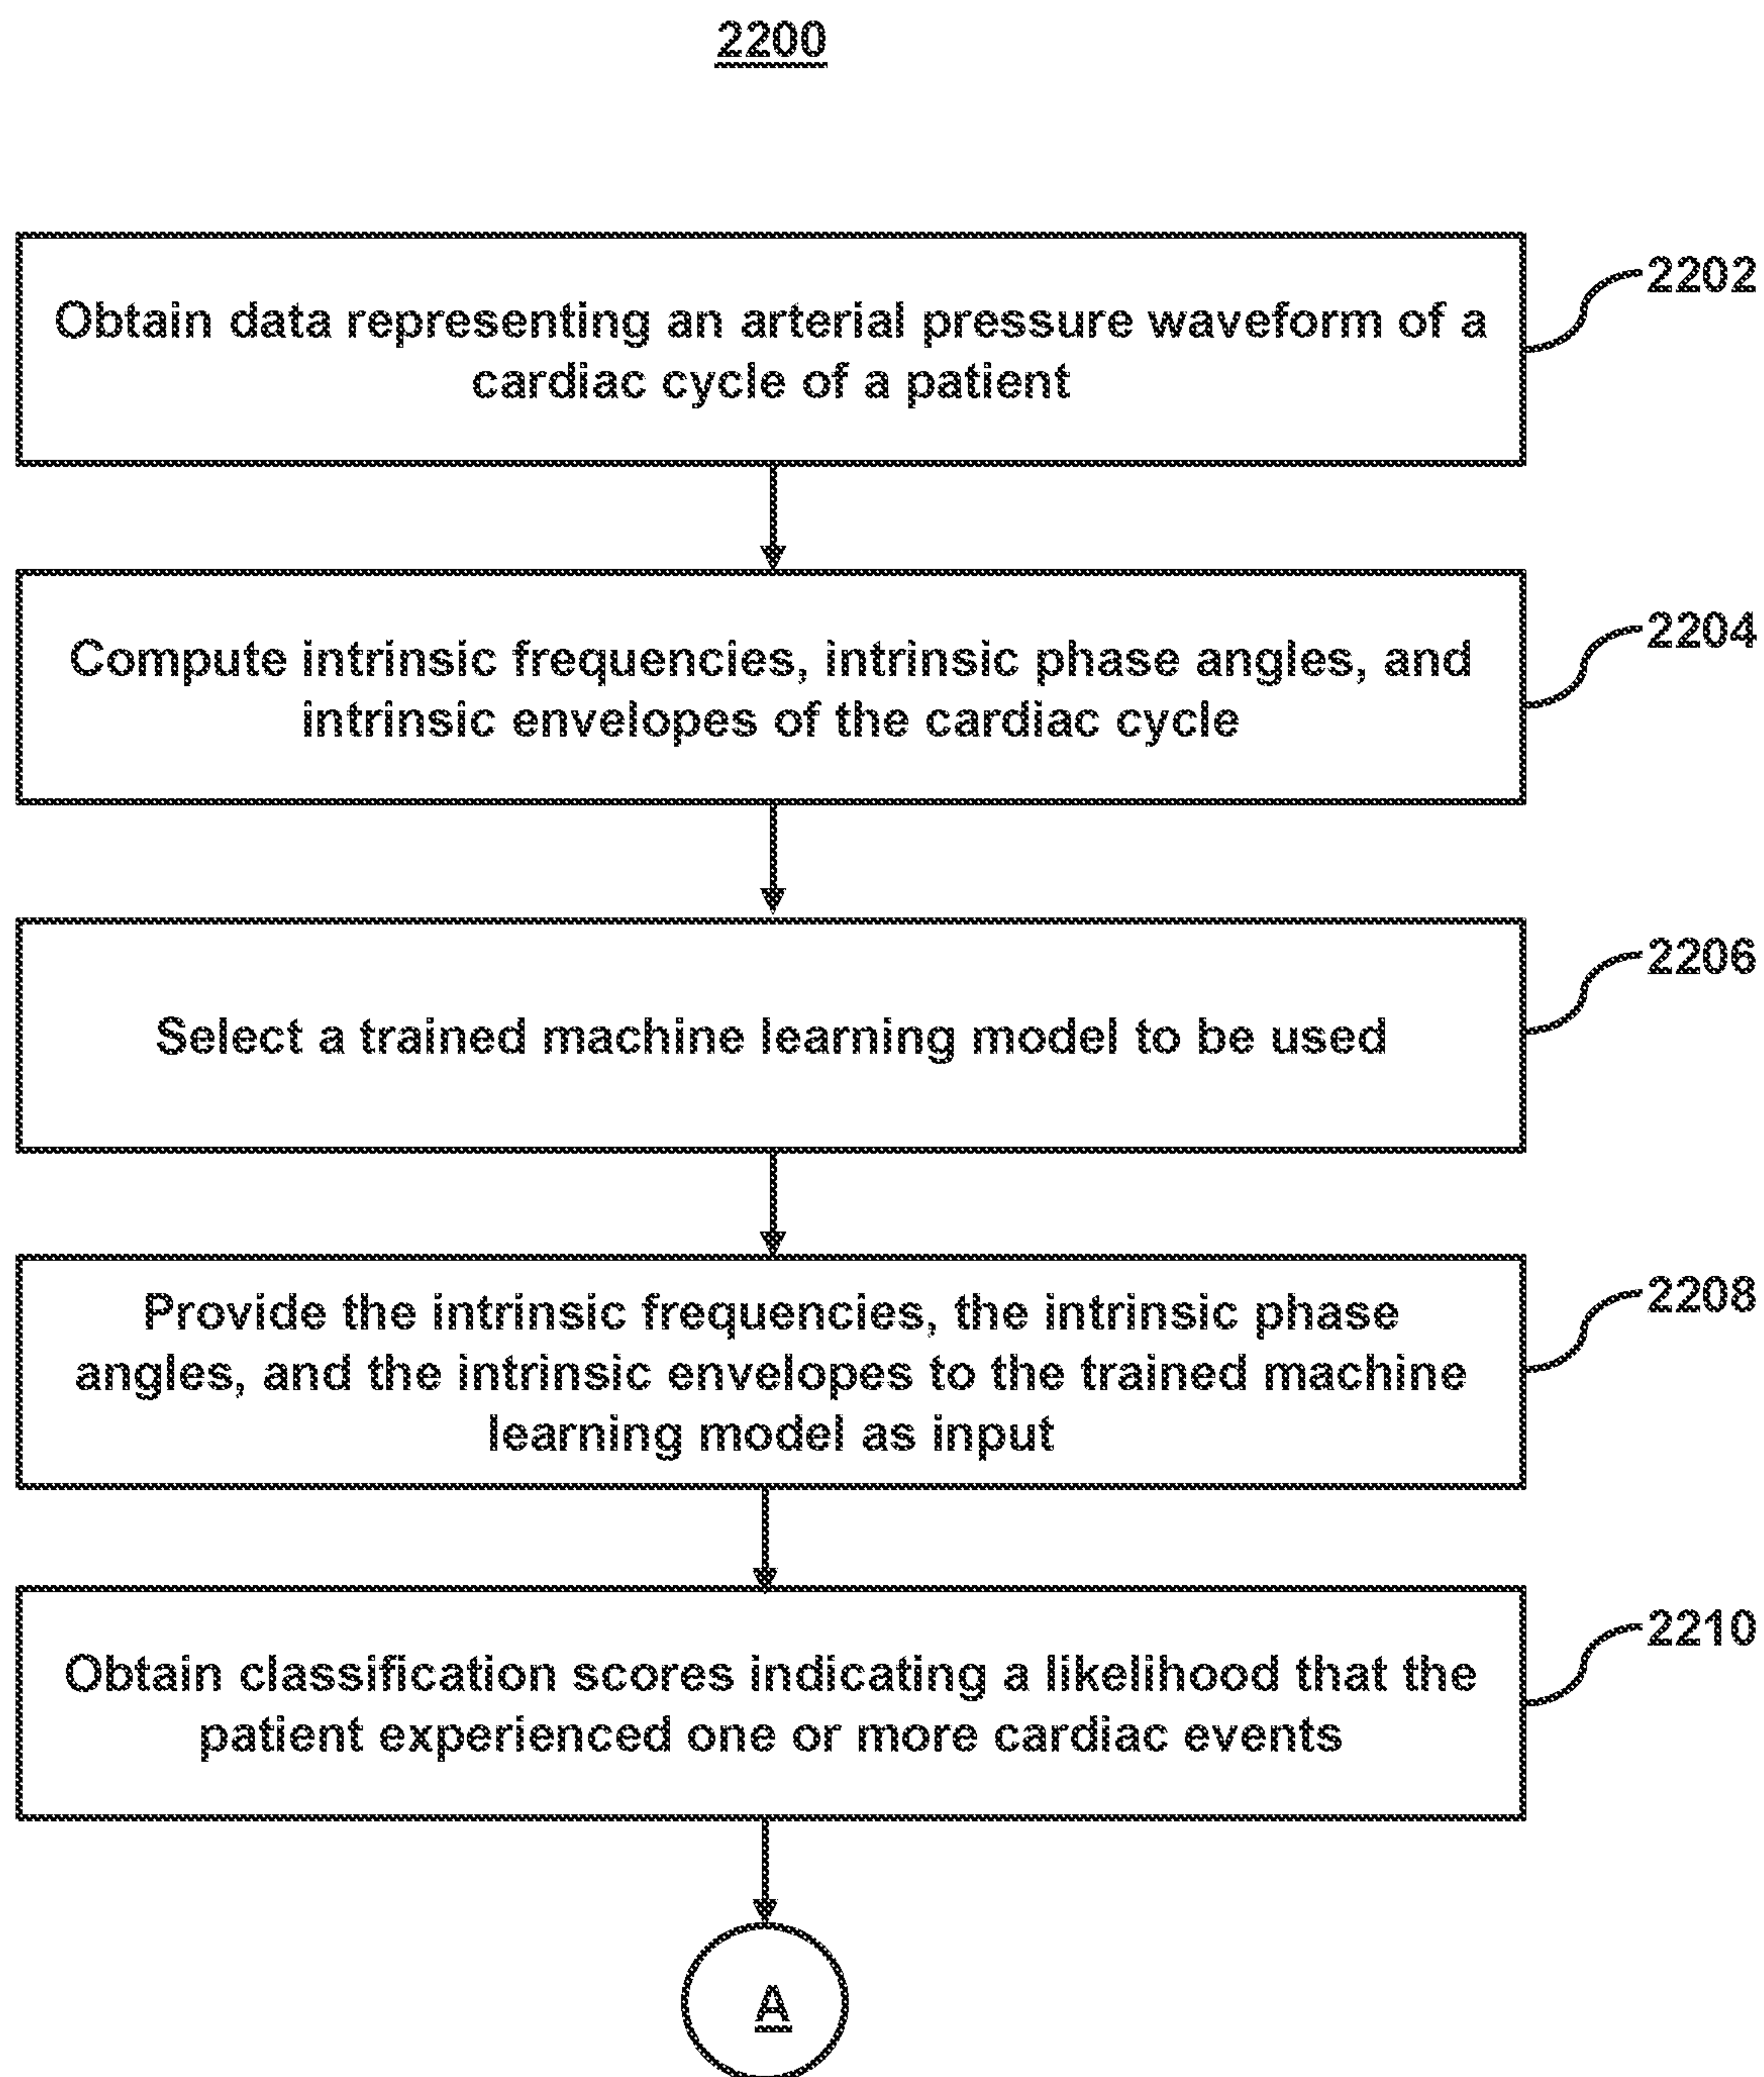 2200
Obtain data representing an arterial pressure waveform of a
cardiac cycle of a patient
2202
Compute intrinsic frequencies, intrinsic phase angles, and
intrinsic envelopes of the cardiac cycle
2204
Select a trained machine learning model to be used
2206
Provide the intrinsic frequencies, the intrinsic phase
angles, and the intrinsic envelopes to the trained machine
learning model as input
2208
Obtain classification scores indicating a likelihood that the
patient experienced one or more cardiac events
2210
A